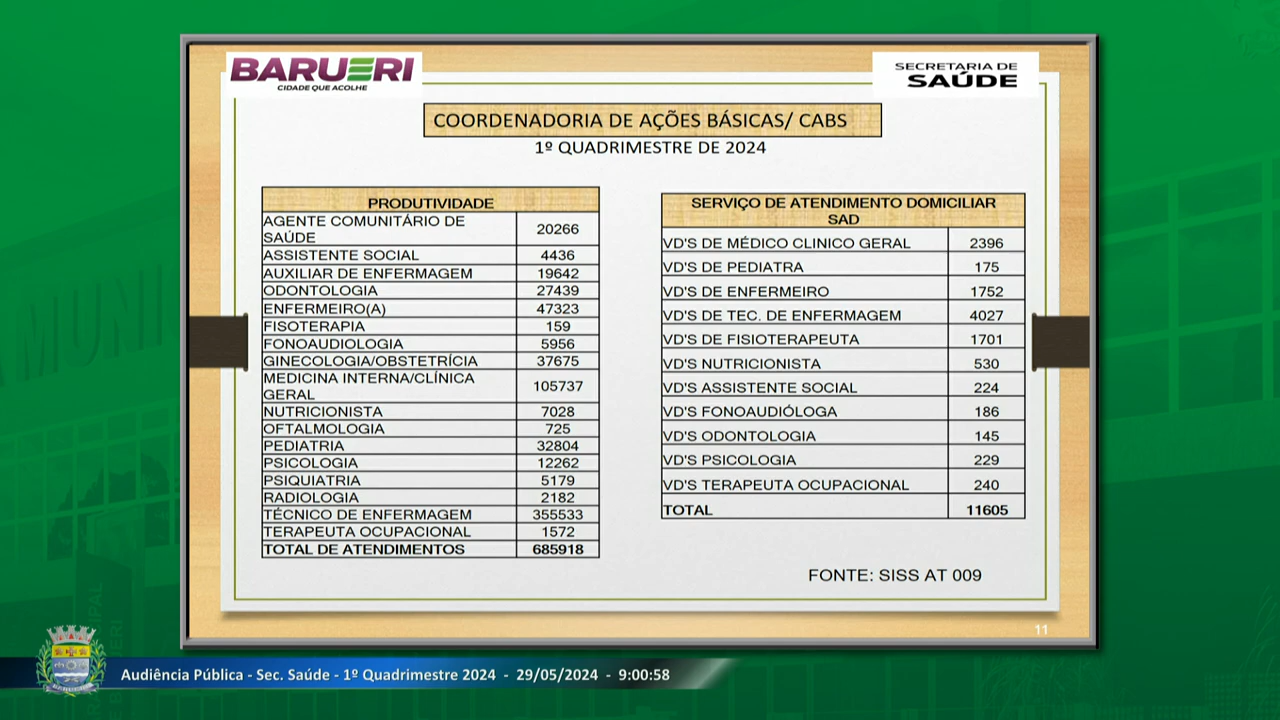 BARUERI
CIDADE QUE ACOLHE
SECRETARIA DE
SAÚDE
COORDENADORIA DE AÇÕES BÁSICAS/ CABS
1º QUADRIMESTRE DE 2024
PRODUTIVIDADE
AGENTE COMUNITÁRIO DE
SAÚDE 20266
ASSISTENTE SOCIAL 4436
AUXILIAR DE ENFERMAGEM 19642
ODONTOLOGIA 27439
ENFERMEIRO(A) 47323
FISOTERAPIA 159
FONOAUDIOLOGIA 5956
GINECOLOGIA/OBSTETRÍCIA 37675
MEDICINA INTERNA/CLÍNICA
GERAL 105737
NUTRICIONISTA 7028
OFTALMOLOGIA 725
PEDIATRIA 32804
PSICOLOGIA 12262
PSIQUIATRIA 5179
RADIOLOGIA 2182
TÉCNICO DE ENFERMAGEM 355533
TERAPEUTA OCUPACIONAL 1572
TOTAL DE ATENDIMENTOS 685918
SERVIÇO DE ATENDIMENTO DOMICILIAR
SAD
VD'S DE MÉDICO CLINICO GERAL 2396
VD'S DE PEDIATRA 175
VD'S DE ENFERMEIRO 1752
VD'S DE TEC. DE ENFERMAGEM 4027
VD'S DE FISIOTERAPEUTA 1701
VD'S NUTRICIONISTA 530
VD'S ASSISTENTE SOCIAL 224
VD'S FONOAUDIÓLOGA 186
VD'S ODONTOLOGIA 145
VD'S PSICOLOGIA 229
VD'S TERAPEUTA OCUPACIONAL 240
TOTAL 11605
FONTE: SISS AT 009
11
Audiência Pública - Sec. Saúde - 1º Quadrimestre 2024 - 29/05/2024 - 9:00:58